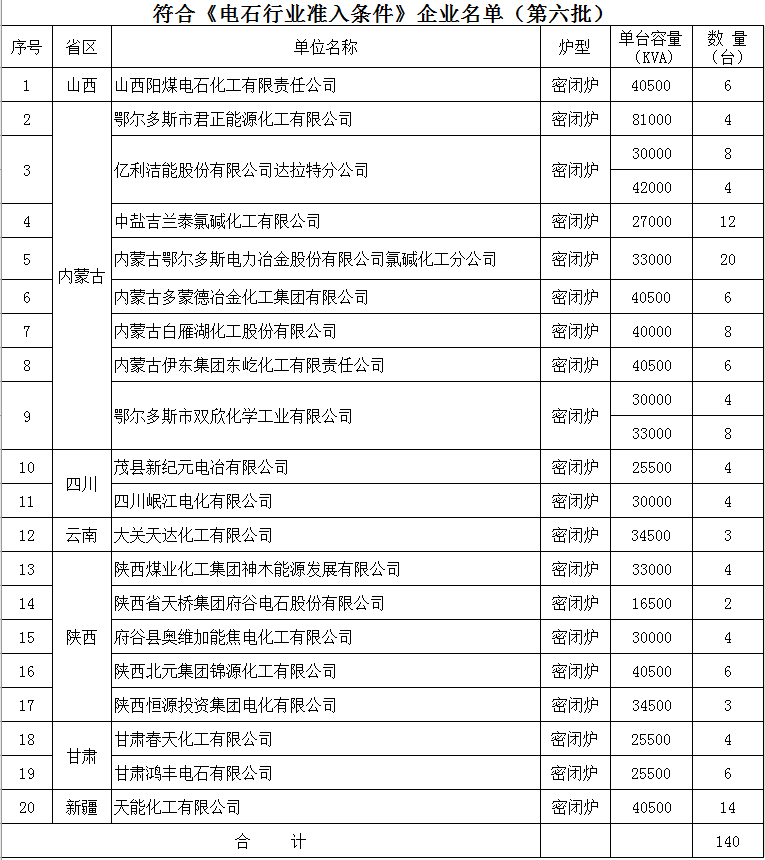 符合《电石行业准入条件》企业名单（第六批）
序号 省区 单位名称 炉型 单台容量（KVA） 数 量（台）
1 山西 山西阳煤电石化工有限责任公司 密闭炉 40500 6
2 内蒙古 鄂尔多斯市君正能源化工有限公司 密闭炉 81000 4
3 亿利洁能股份有限公司达拉特分公司 密闭炉 30000 8
42000 4
4 中盐吉兰泰氯碱化工有限公司 密闭炉 27000 12
5 内蒙古鄂尔多斯电力冶金股份有限公司氯碱化工分公司 密闭炉 33000 20
6 内蒙古多蒙德冶金化工集团有限公司 密闭炉 40500 6
7 内蒙古白雁湖化工股份有限公司 密闭炉 40000 8
8 内蒙古伊东集团东屹化工有限责任公司 密闭炉 40500 6
9 鄂尔多斯市双欣化学工业有限公司 密闭炉 30000 4
33000 8
10 四川 茂县新纪元电冶有限公司 密闭炉 25500 4
11 四川岷江电化有限公司 密闭炉 30000 4
12 云南 大关天达化工有限公司 密闭炉 34500 3
13 陕西 陕西煤业化工集团神木能源发展有限公司 密闭炉 33000 4
14 陕西省天桥集团府谷电石股份有限公司 密闭炉 16500 2
15 府谷县奥维加能焦电化工有限公司 密闭炉 30000 4
16 陕西北元集团锦源化工有限公司 密闭炉 40500 6
17 陕西恒源投资集团电化有限公司 密闭炉 34500 3
18 甘肃 甘肃春天化工有限公司 密闭炉 25500 4
19 甘肃鸿丰电石有限公司 密闭炉 25500 6
20 新疆 天能化工有限公司 密闭炉 40500 14
合 计 140